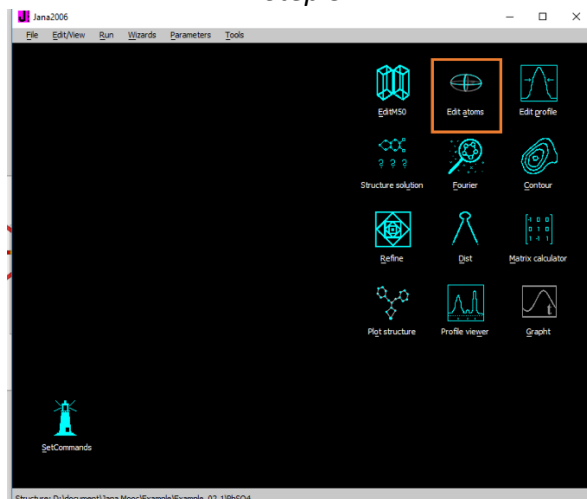 Jana2006
File Edit/View Run Wizards Parameters Tools
EditM50 Edit atoms Edit profile
? ? ?
Structure solution Fourier Contour
Refine Dist Matrix calculator
Plot structure Profile viewer Grapht
t
SetCommands